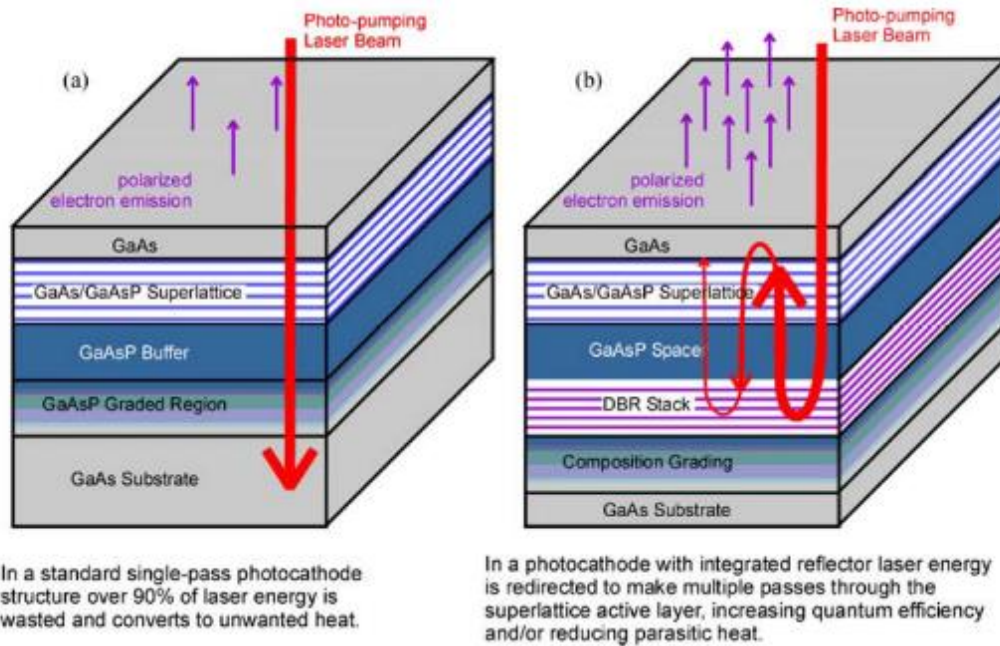 Photo-pumping
Laser Beam
(a)
polarized
electron emission
GaAs
GaAs/GaAsP Superlattice
GaAsP Buffer
GaAsP Graded Region
GaAs Substrate
In a standard single-pass photocathode
structure over 90% of laser energy is
wasted and converts to unwanted heat.
Photo-pumping
Laser Beam
(b)
polarized
electron emission
GaAs
GaAs/GaAsP Superlattice
GaAsP Space
DBR Stack
Composition Grading
GaAs Substrate
In a photocathode with integrated reflector laser energy
is redirected to make multiple passes through the
superlattice active layer, increasing quantum efficiency
and/or reducing parasitic heat.